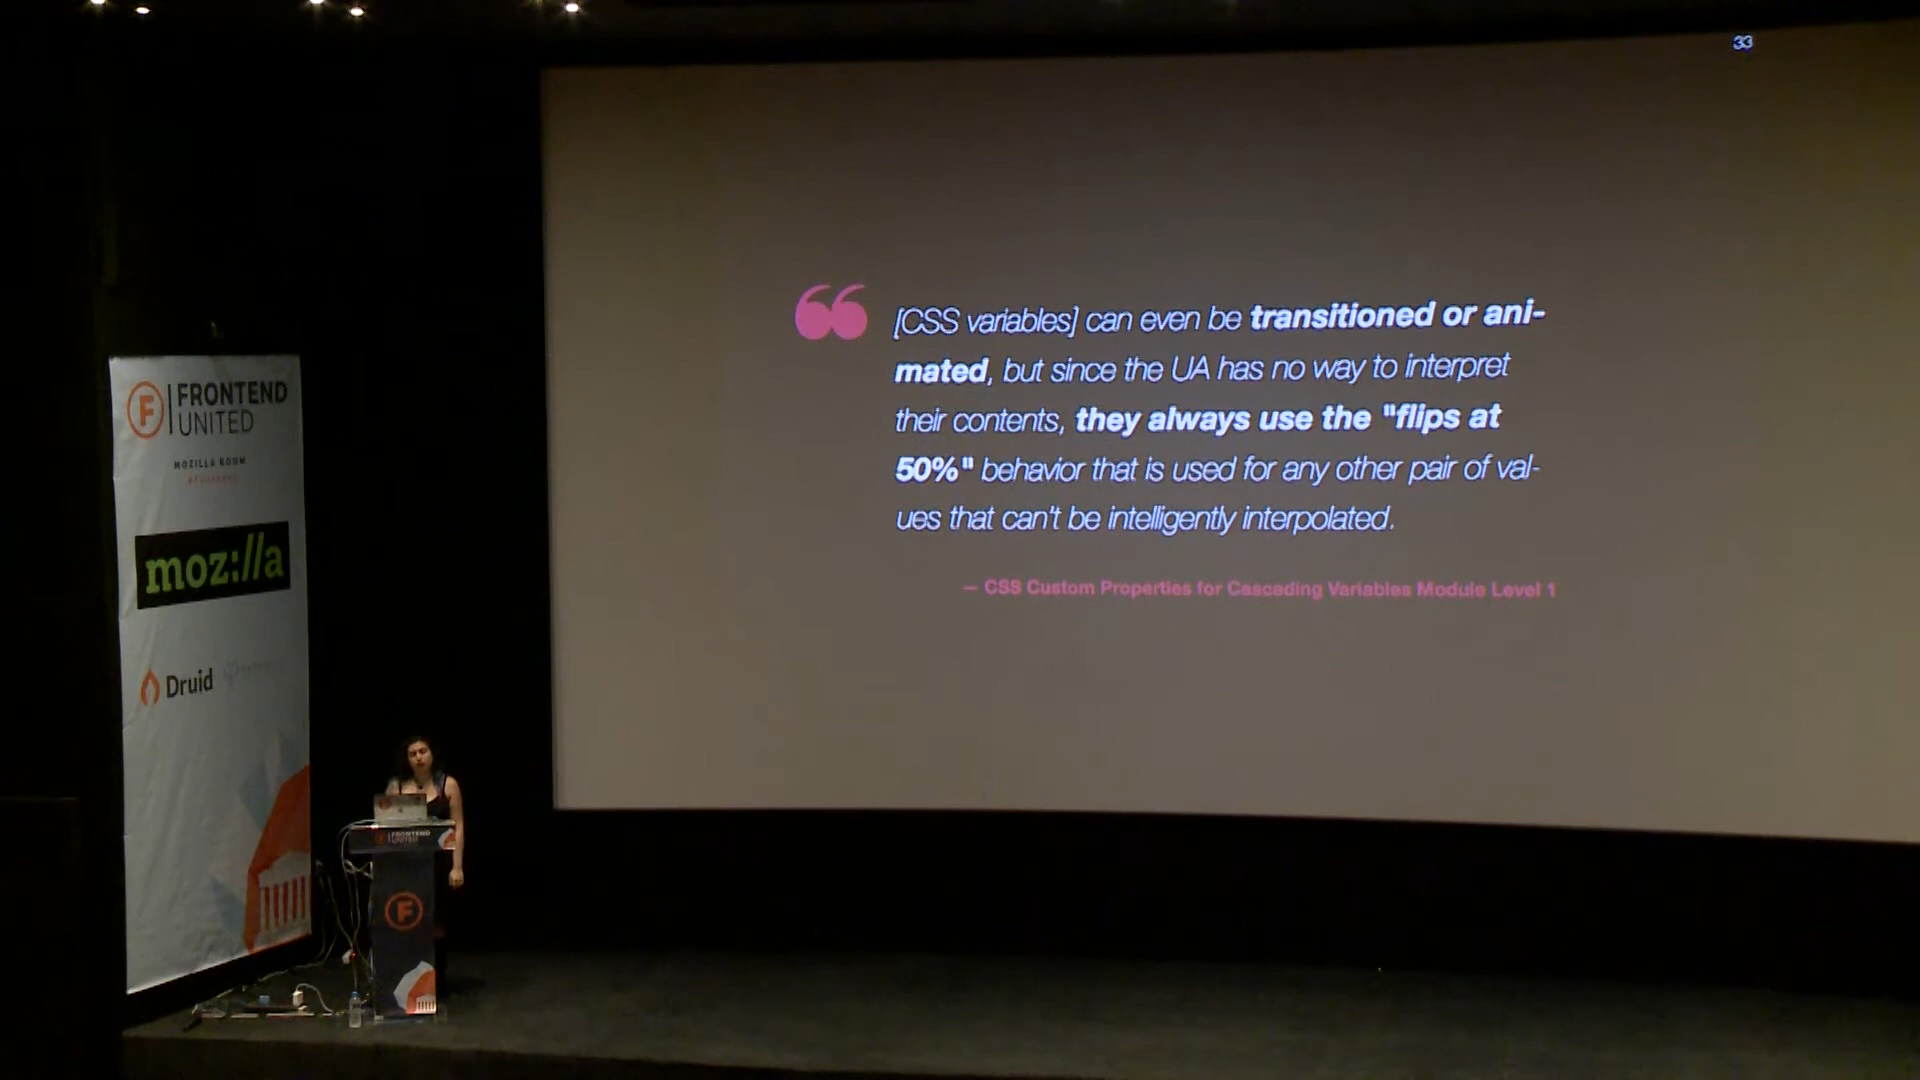 33
[CSS variables] can even be transitioned or ani-
mated, but since the UA has no way to interpret
their contents, they always use the "flips at
50%" behavior that is used for any other pair of val-
ues that can't be intelligently interpolated.
— CSS Custom Properties for Cascading Variables Module Level 1
F FRONTEND
UNITED
MOZILLA ROOM
moz://a
Druid
FRONTEND
UNITED
F